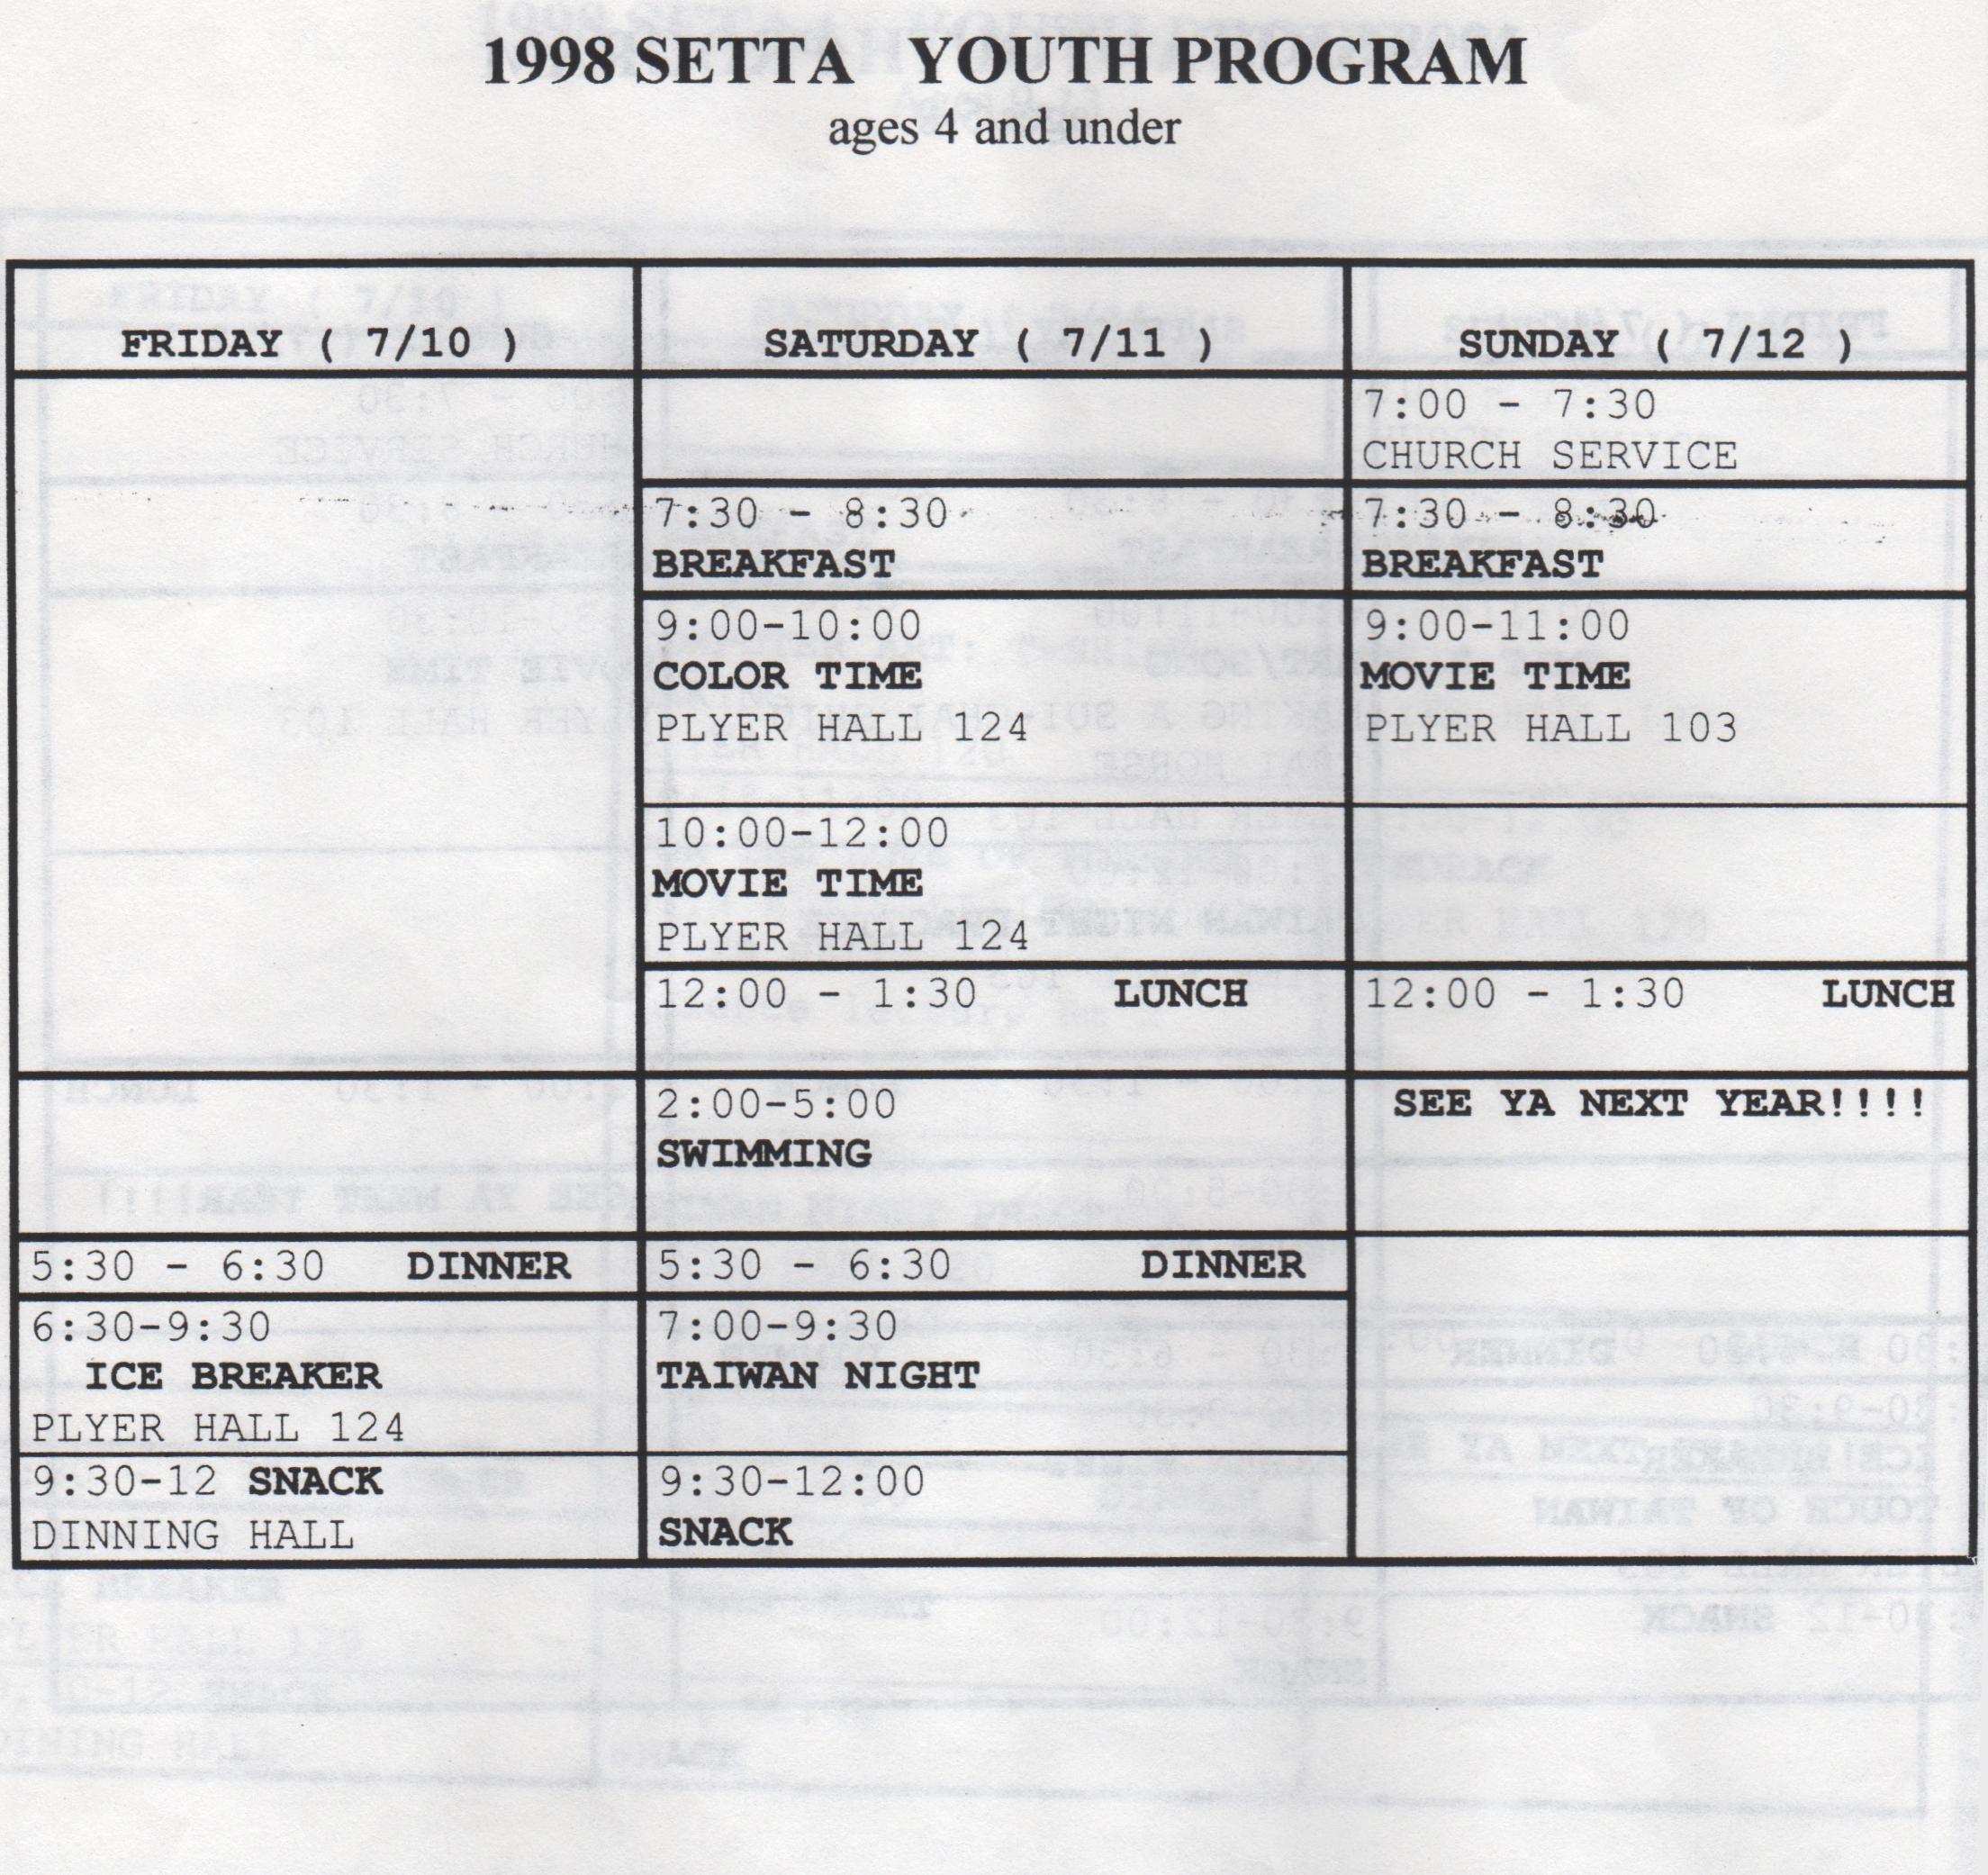 1998 SETTA YOUTH PROGRAM
ages 4 and under
FRIDAY ( 7/10 )
SATURDAY ( 7/11 )
SUNDAY ( 7/12 )
7:00 - 7:30
CHURCH SERVICE
7:30 - 8:30
BREAKFAST
7:30 - 8:30
BREAKFAST
9:00-10:00
COLOR TIME
PLYER HALL 124
9:00-11:00
MOVIE TIME
PLYER HALL 103
10:00-12:00
MOVIE TIME
PLYER HALL 124
12:00 - 1:30 LUNCH
12:00 - 1:30 LUNCH
2:00-5:00
SWIMMING
SEE YA NEXT YEAR!!!!
5:30 - 6:30 DINNER
5:30 - 6:30 DINNER
6:30-9:30
ICE BREAKER
PLYER HALL 124
7:00-9:30
TAIWAN NIGHT
9:30-12 SNACK
DINNING HALL
9:30-12:00
SNACK